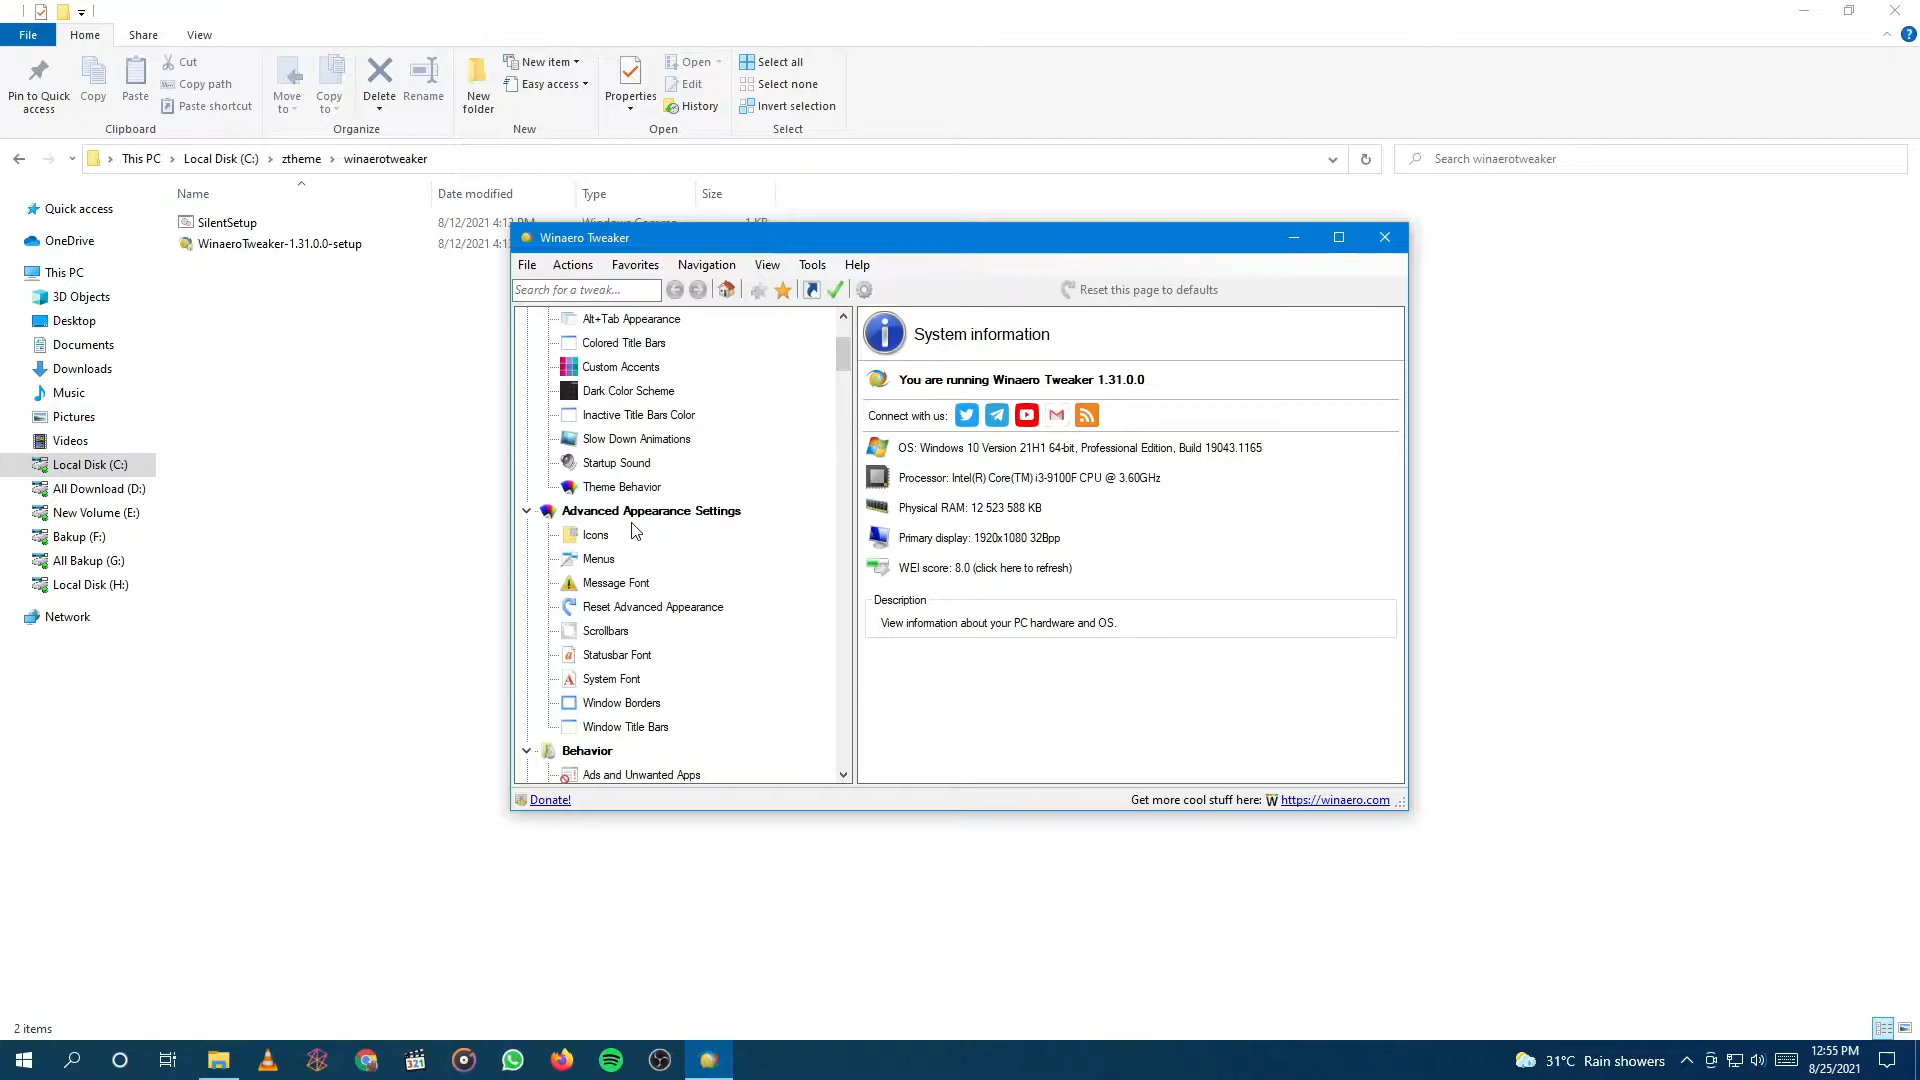 File Home Share View
Pin to Quick access
Copy
Paste
Cut
Copy path
Paste shortcut
Move to
Copy to
Delete
Rename
New folder
New item
Easy access
Properties
Open
Edit
History
Select all
Select none
Invert selection
Clipboard Organize New Open Select
This PC Local Disk (C:) ztheme winaerotweaker
Search winaerotweaker
Name Date modified Type Size
SilentSetup 8/12/2021 4:13 PM Windows Comma... 1 KB
WinaeroTweaker-1.31.0.0-setup 8/12/2021 4:13
Quick access
OneDrive
This PC
3D Objects
Desktop
Documents
Downloads
Music
Pictures
Videos
Local Disk (C:)
All Download (D:)
New Volume (E:)
Bakup (F:)
All Bakup (G:)
Local Disk (H:)
Network
Winaero Tweaker
File Actions Favorites Navigation View Tools Help
Search for a tweak...
Reset this page to defaults
Alt+Tab Appearance
Colored Title Bars
Custom Accents
Dark Color Scheme
Inactive Title Bars Color
Slow Down Animations
Startup Sound
Theme Behavior
Advanced Appearance Settings
Icons
Menus
Message Font
Reset Advanced Appearance
Scrollbars
Statusbar Font
System Font
Window Borders
Window Title Bars
Behavior
Ads and Unwanted Apps
System information
You are running Winaero Tweaker 1.31.0.0
Connect with us:
OS: Windows 10 Version 21H1 64-bit, Professional Edition, Build 19043.1165
Processor: Intel(R) Core(TM) i3-9100F CPU @ 3.60GHz
Physical RAM: 12 523 588 KB
Primary display: 1920x1080 32Bpp
WEI score: 8.0 (click here to refresh)
Description
View information about your PC hardware and OS.
Donate!
Get more cool stuff here: https://winaero.com
2 items
321
31°C Rain showers
12:55 PM
8/25/2021